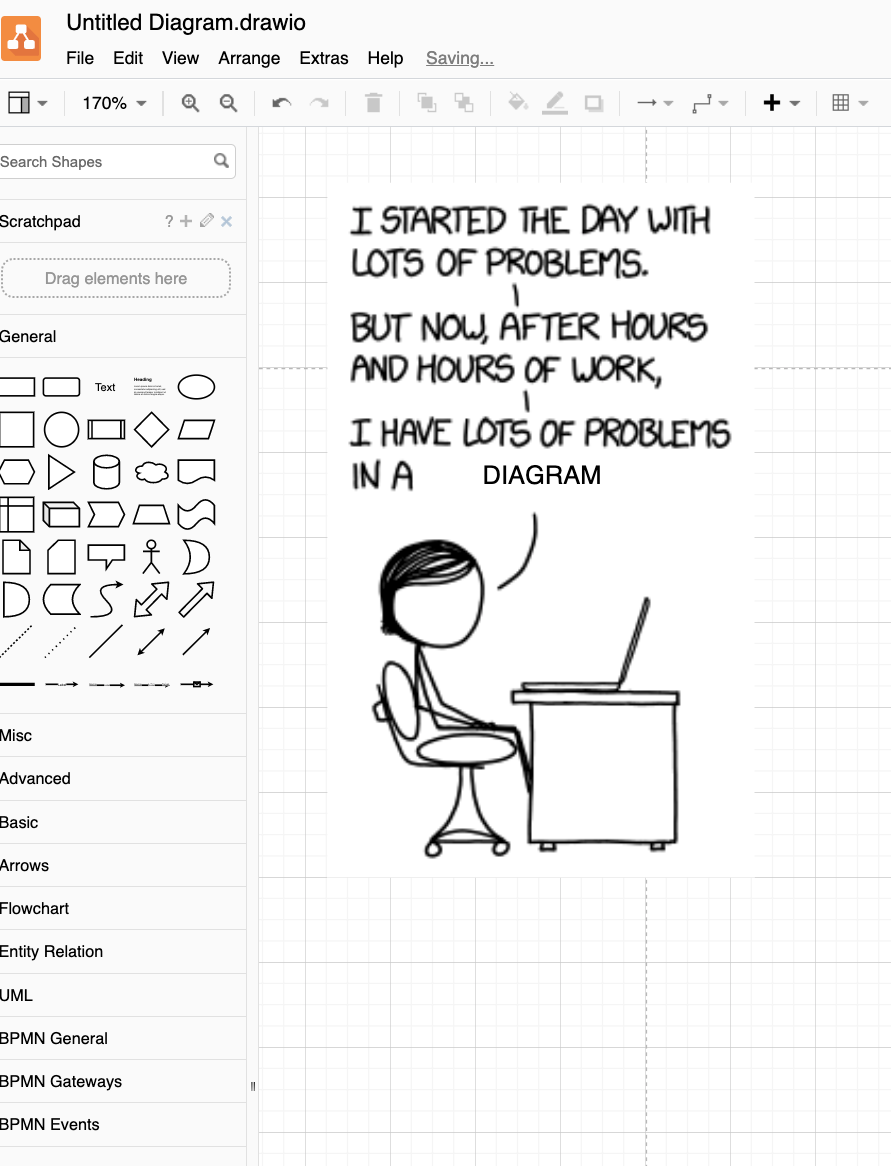 Untitled Diagram.drawio
File Edit View Arrange Extras Help Saving...
170%
Search Shapes
Scratchpad ?
Drag elements here
General
Text Heading
Misc
Advanced
Basic
Arrows
Flowchart
Entity Relation
UML
BPMN General
BPMN Gateways
BPMN Events
I STARTED THE DAY WITH
LOTS OF PROBLEMS.
BUT NOW, AFTER HOURS
AND HOURS OF WORK,
I HAVE LOTS OF PROBLEMS
IN A DIAGRAM